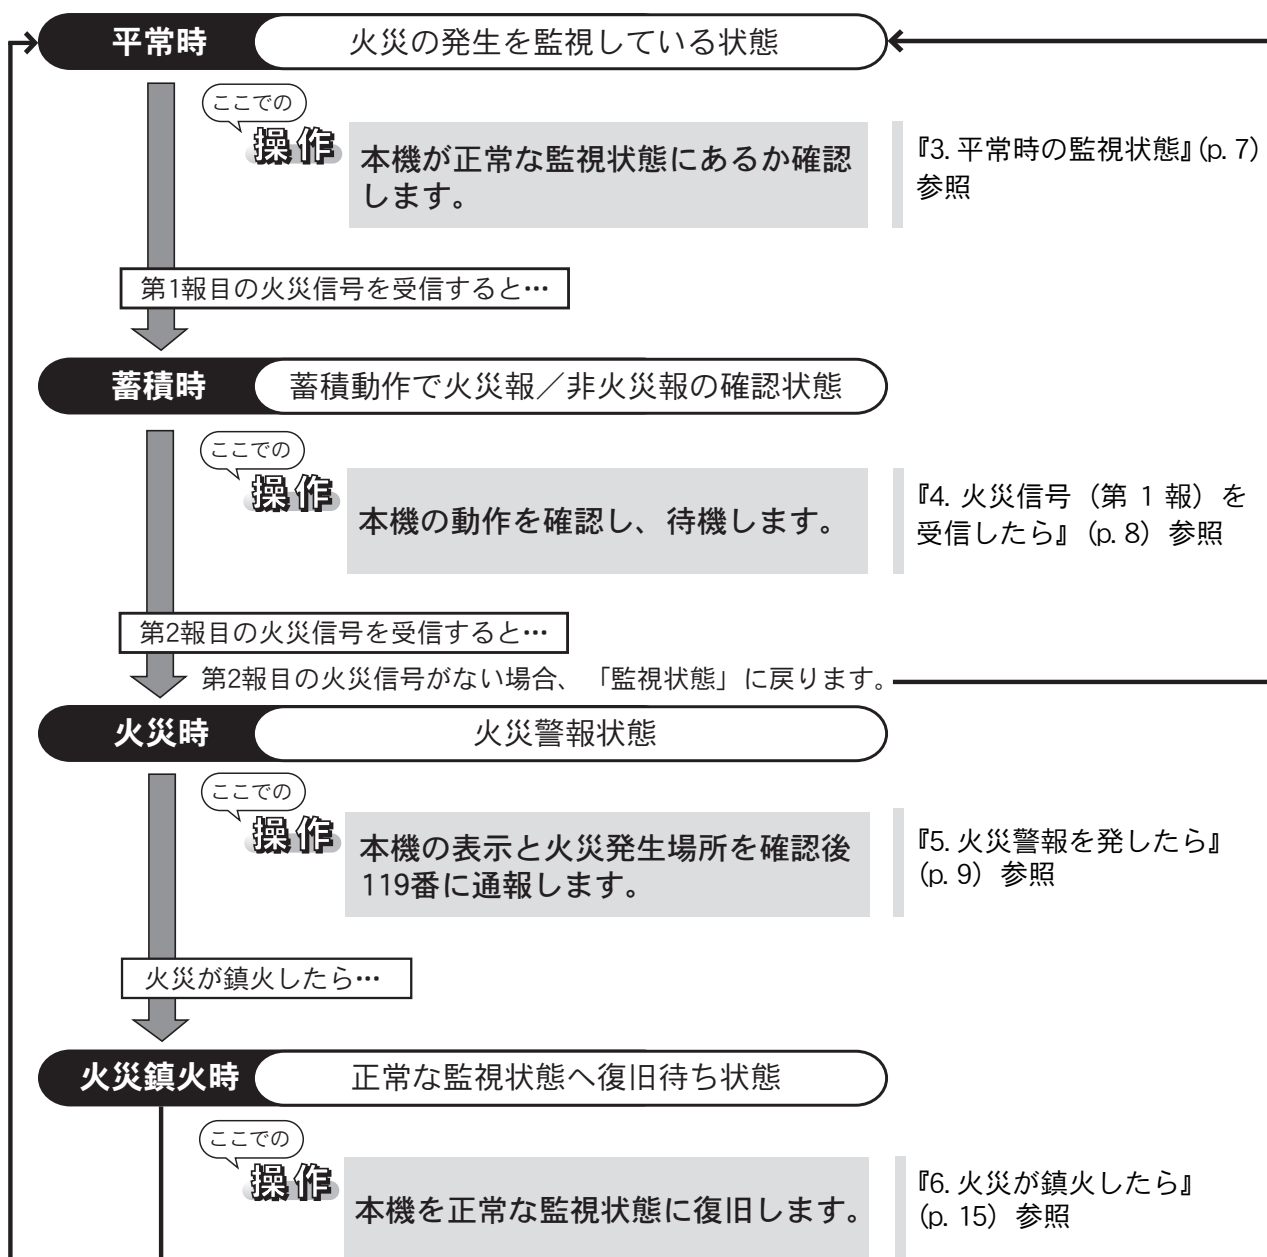 平常時 火災の発生を監視している状態
ここでの
操作
本機が正常な監視状態にあるか確認
します。
『3. 平常時の監視状態』(p. 7)
参照
第1報目の火災信号を受信すると…
蓄積時 蓄積動作で火災報／非火災報の確認状態
ここでの
操作
本機の動作を確認し、待機します。
『4. 火災信号（第 1 報）を
受信したら』（p. 8）参照
第2報目の火災信号を受信すると…
第2報目の火災信号がない場合、「監視状態」に戻ります。
火災時 火災警報状態
ここでの
操作
本機の表示と火災発生場所を確認後
119番に通報します。
『5. 火災警報を発したら』
（p. 9）参照
火災が鎮火したら…
火災鎮火時 正常な監視状態へ復旧待ち状態
ここでの
操作
本機を正常な監視状態に復旧します。
『6. 火災が鎮火したら』
（p. 15）参照